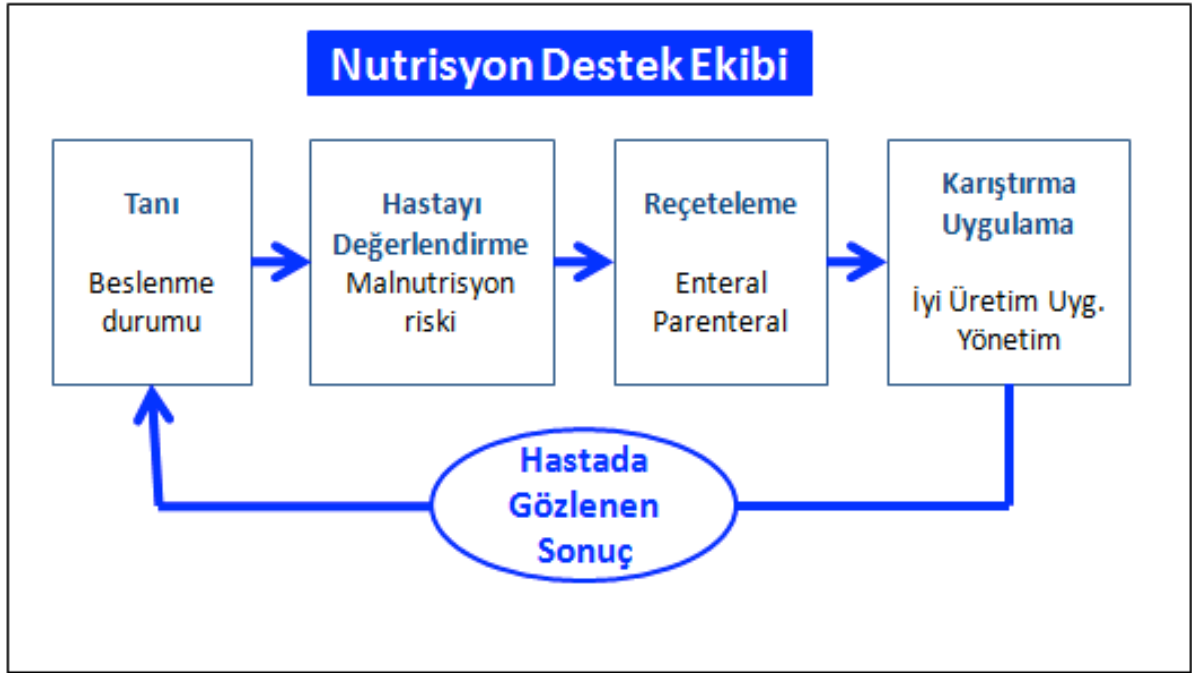 Nutrisyon Destek Ekibi
Tanı
Beslenme
durumu
Hastayı
Değerlendirme
Malnutrisyon
riski
Reçeteleme
Enteral
Parenteral
Karıştırma
Uygulama
İyi Üretim Uyg.
Yönetim
Hastada
Gözlenen
Sonuç